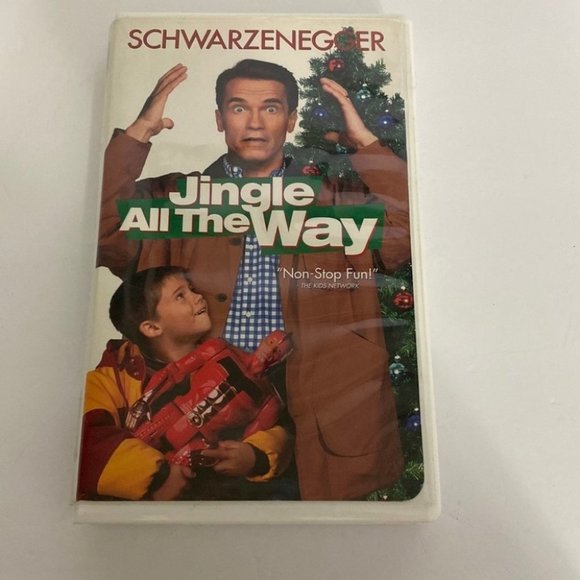 SCHWARZENEGGER
Jingle
All The Way
"Non-Stop Fun!"
-THE KIDS NETWORK